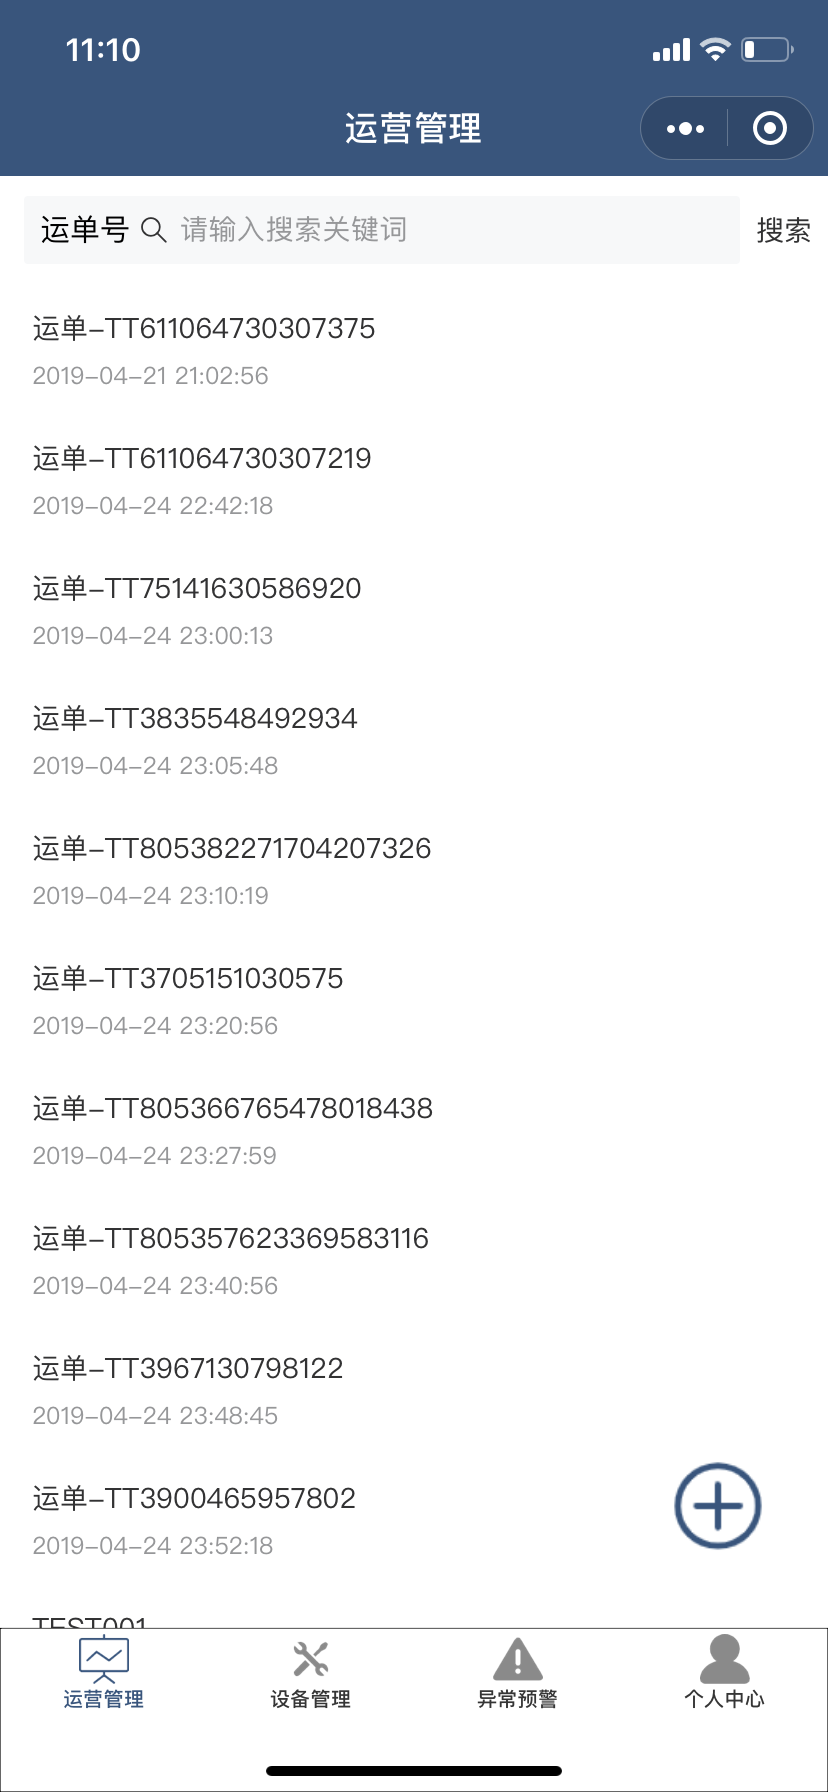 11:10
运营管理
运单号 请输入搜索关键词 搜索
运单-TT611064730307375
2019-04-21 21:02:56
运单-TT611064730307219
2019-04-24 22:42:18
运单-TT75141630586920
2019-04-24 23:00:13
运单-TT3835548492934
2019-04-24 23:05:48
运单-TT805382271704207326
2019-04-24 23:10:19
运单-TT3705151030575
2019-04-24 23:20:56
运单-TT805366765478018438
2019-04-24 23:27:59
运单-TT805357623369583116
2019-04-24 23:40:56
运单-TT3967130798122
2019-04-24 23:48:45
运单-TT3900465957802
2019-04-24 23:52:18
TEST001
运营管理 设备管理 异常预警 个人中心